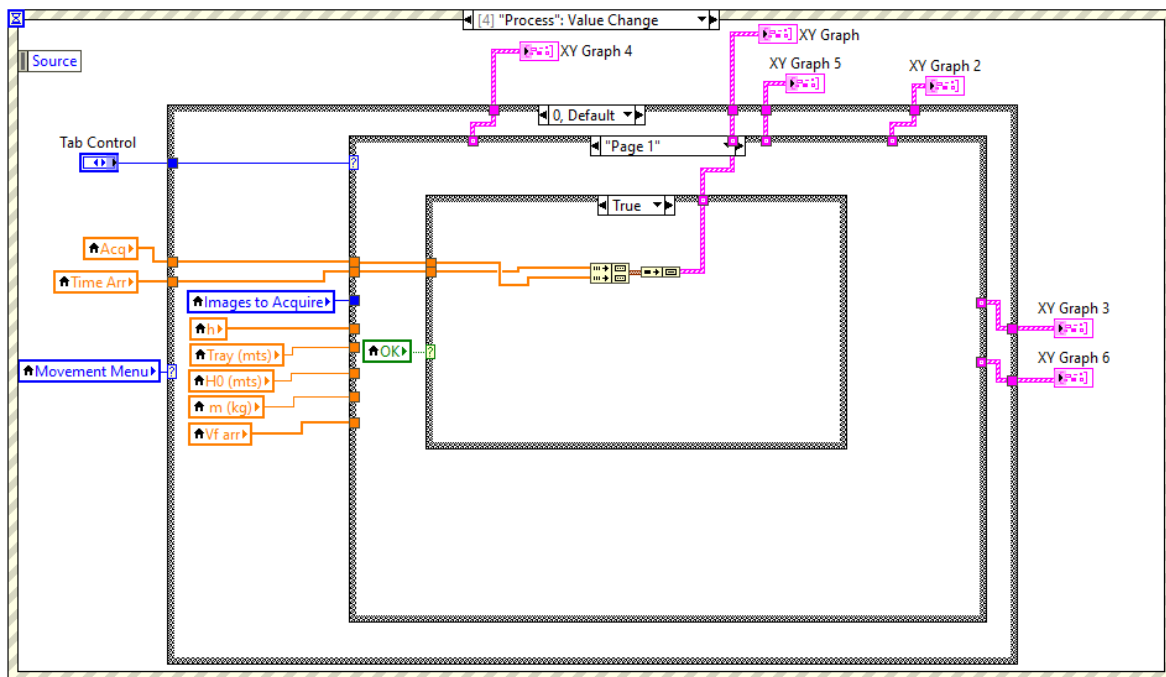 [4] "Process": Value Change
XY Graph 4
XY Graph
Source
XY Graph 5
XY Graph 2
0, Default
Tab Control
"Page 1"
?
True
Acq
Time Arr
Images to Acquire
XY Graph 3
h
Tray (mts)
OK
?
Movement Menu
?
H0 (mts)
XY Graph 6
m (kg)
Vf arr